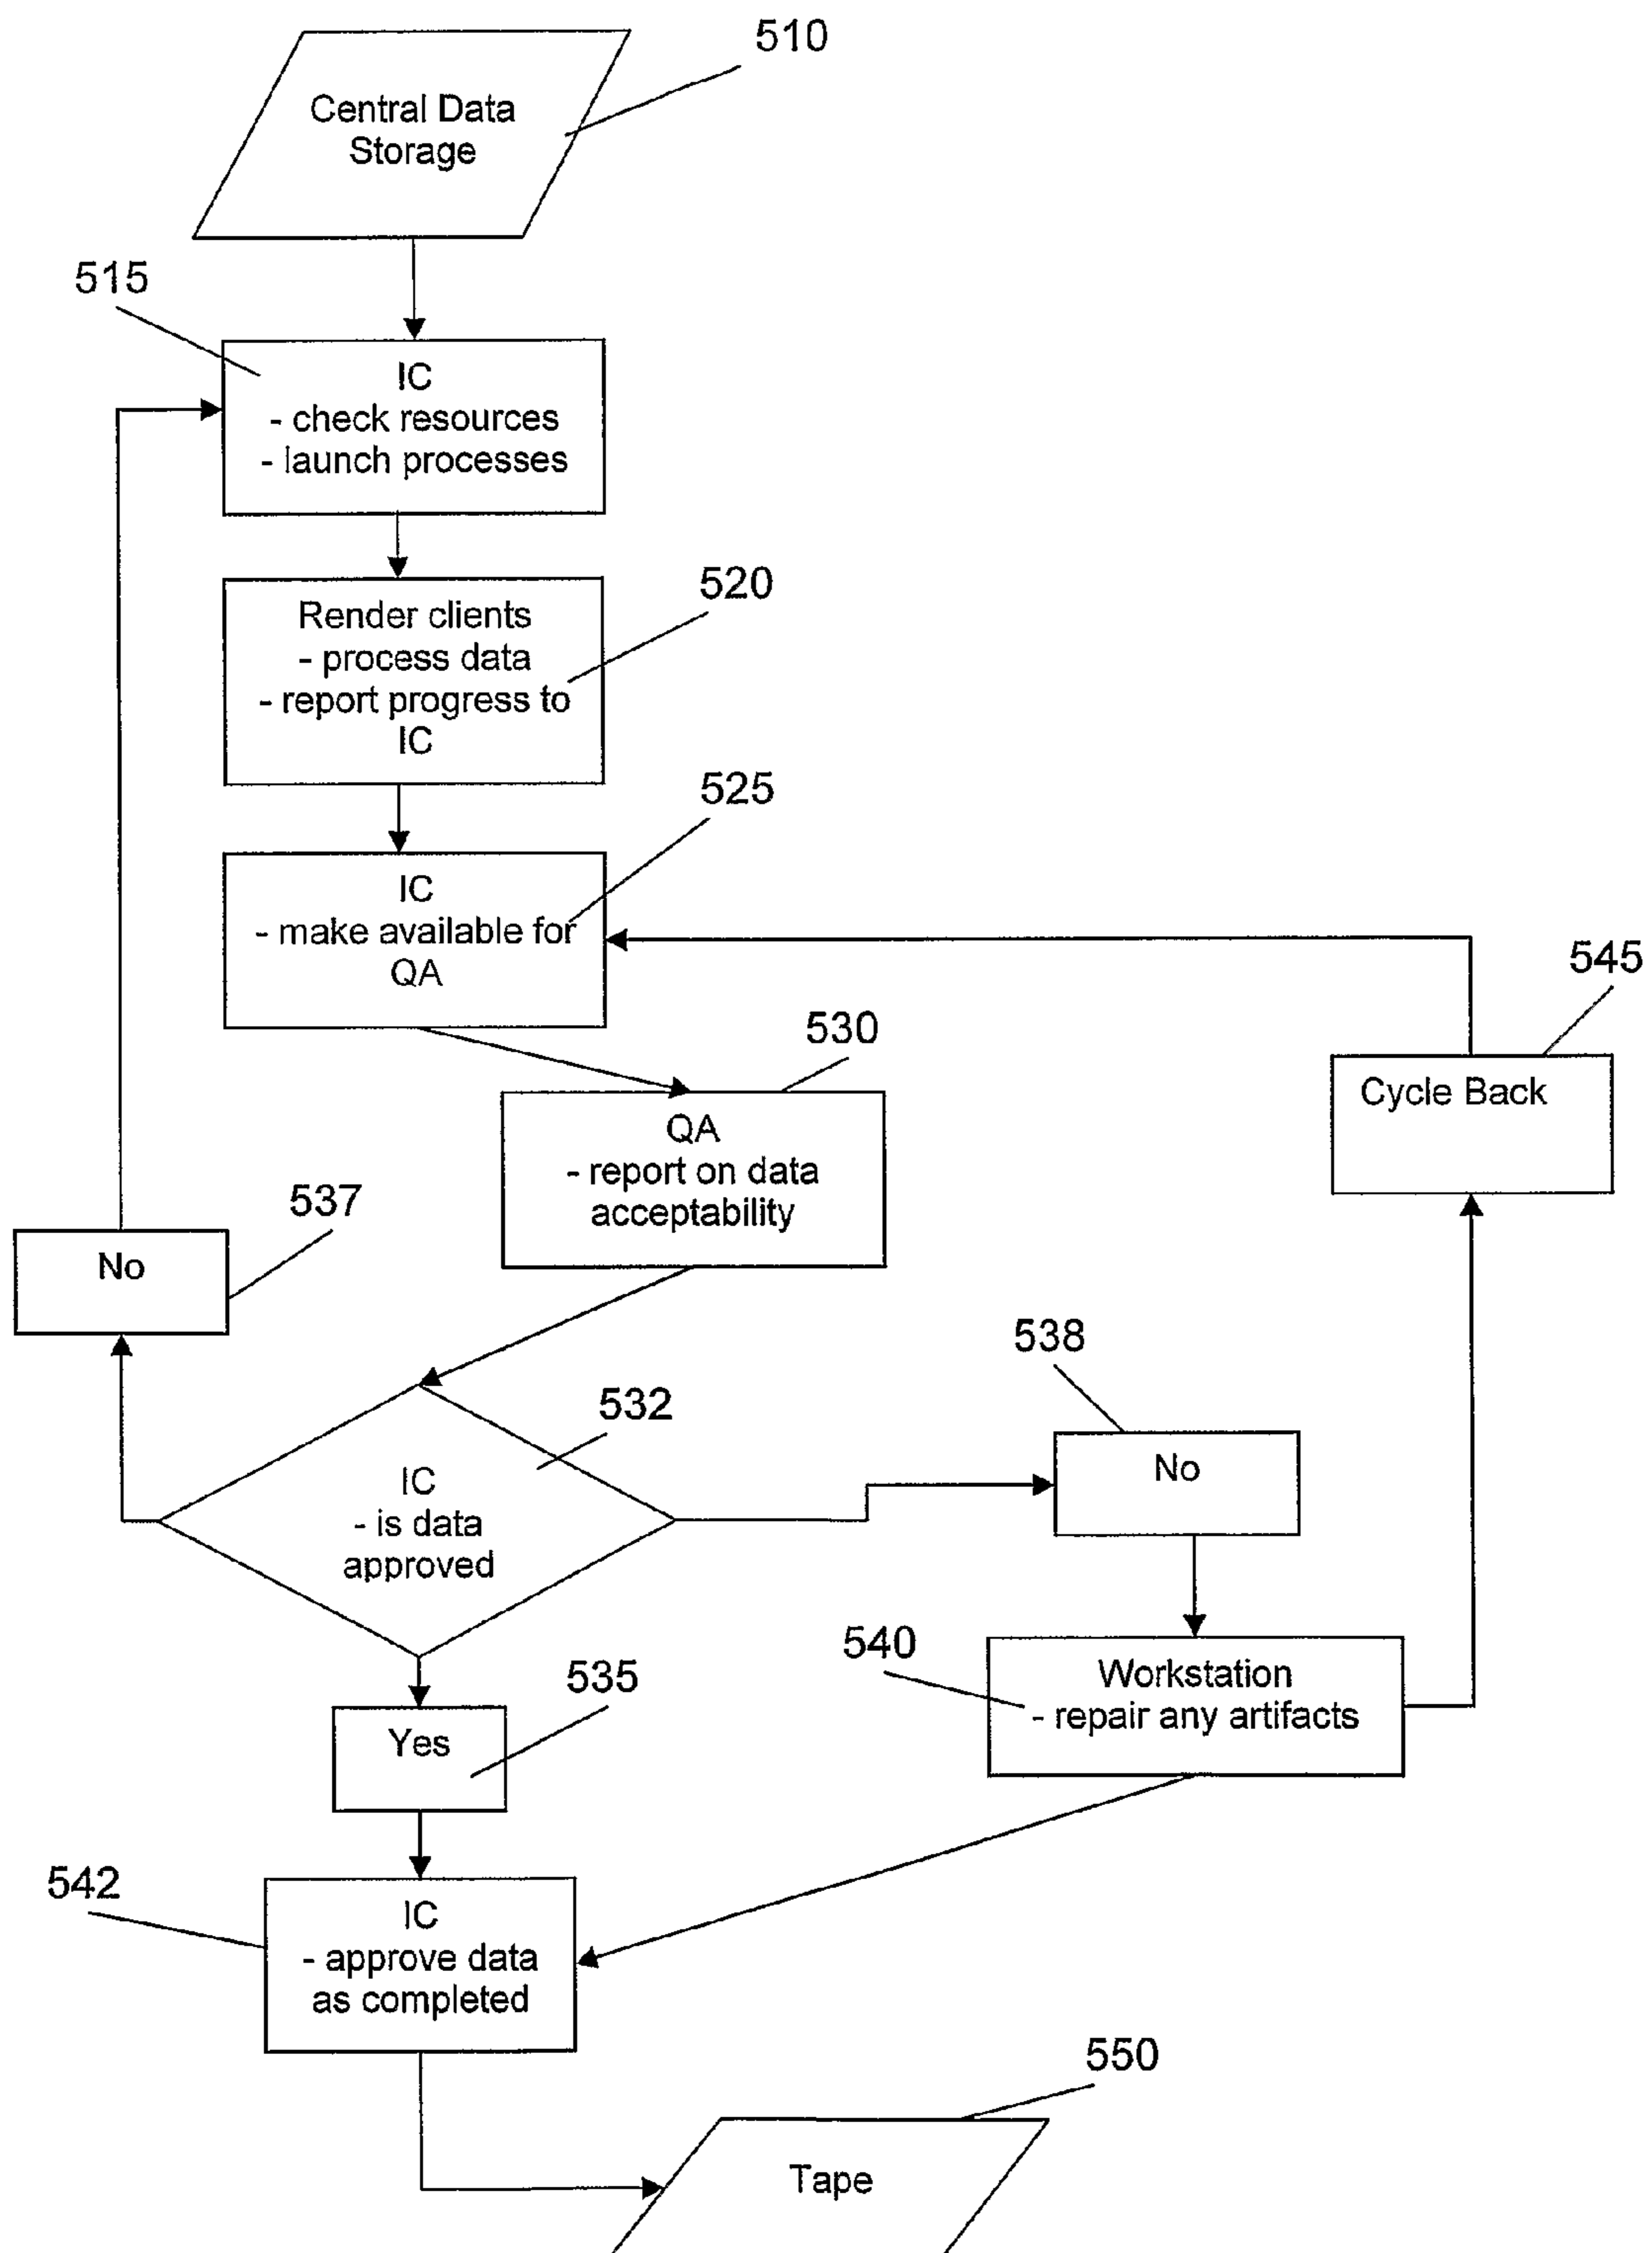 510
Central Data
Storage
515
IC
- check resources
- launch processes
520
Render clients
- process data
- report progress to
IC
525
IC
- make available for
QA
545
Cycle Back
530
QA
- report on data
acceptability
537
No
538
No
532
IC
- is data
approved
540
Workstation
- repair any artifacts
535
Yes
542
IC
- approve data
as completed
550
Tape